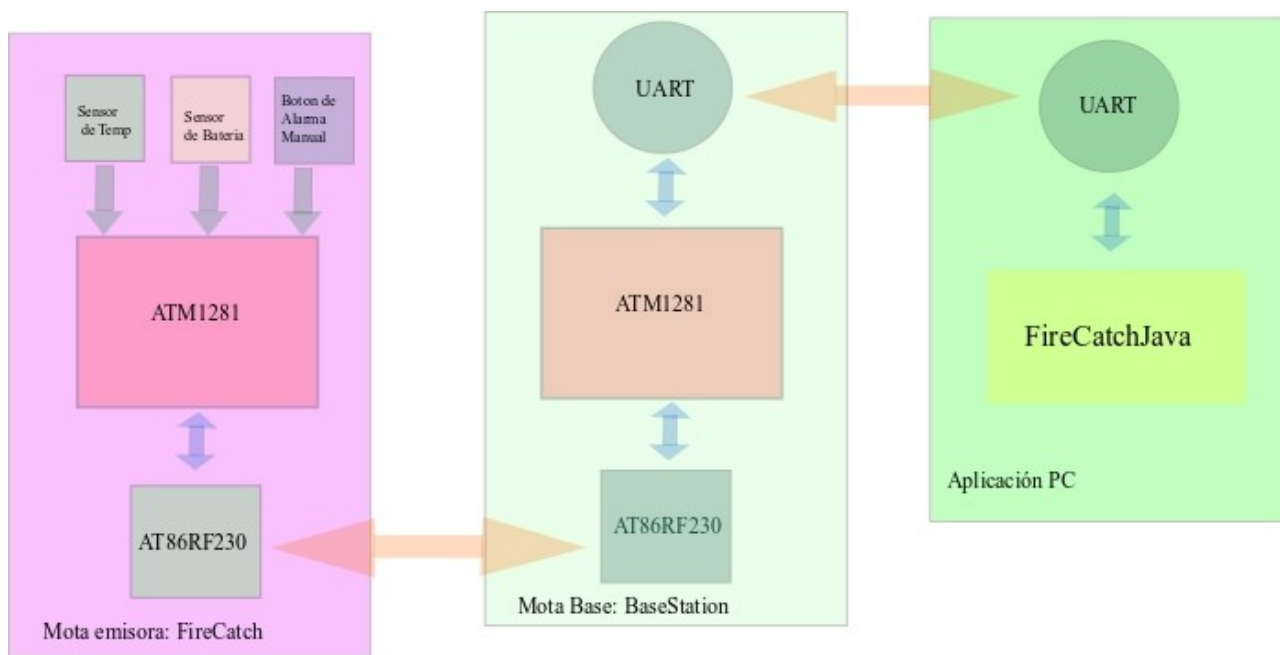 Sensor
de Temp
Sensor
de Bateria
Boton de
Alarma
Manual
ATM1281
AT86RF230
Mota emisora: FireCatch
UART
ATM1281
AT86RF230
Mota Base: BaseStation
UART
FireCatchJava
Aplicación PC